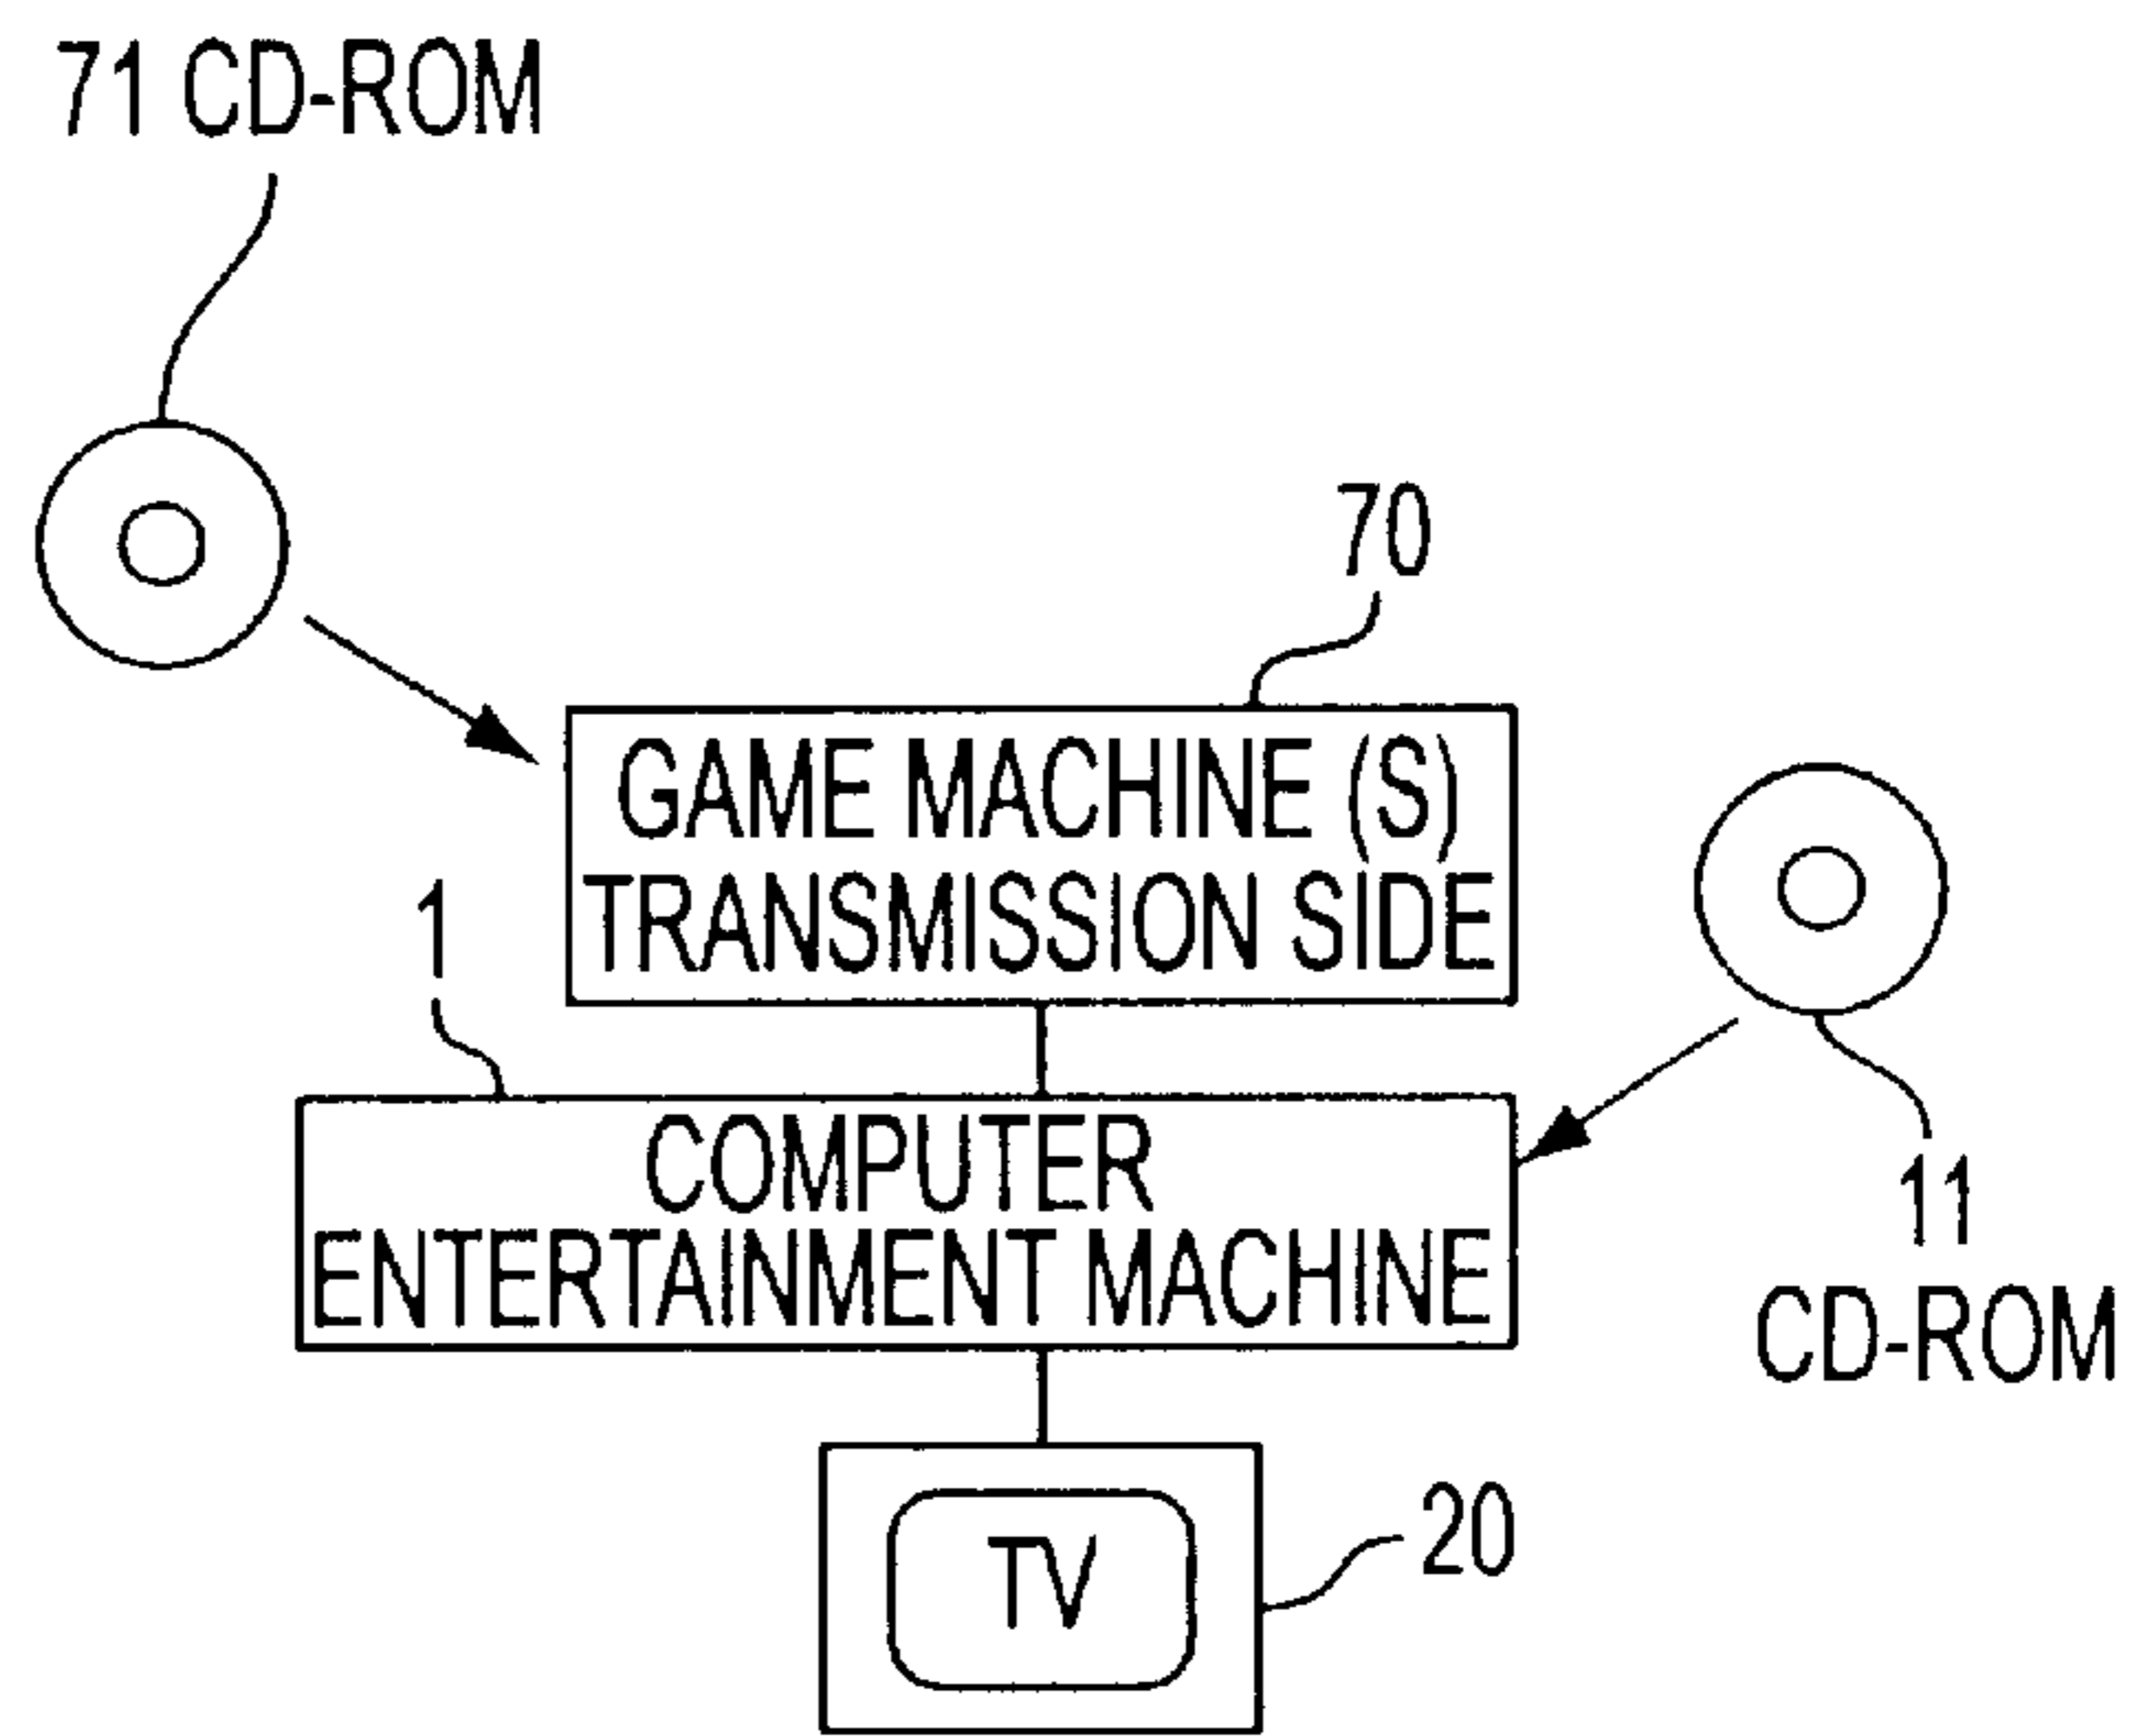 71 CD-ROM
70
GAME MACHINE (S)
TRANSMISSION SIDE
1
COMPUTER
ENTERTAINMENT MACHINE
11
CD-ROM
TV
20